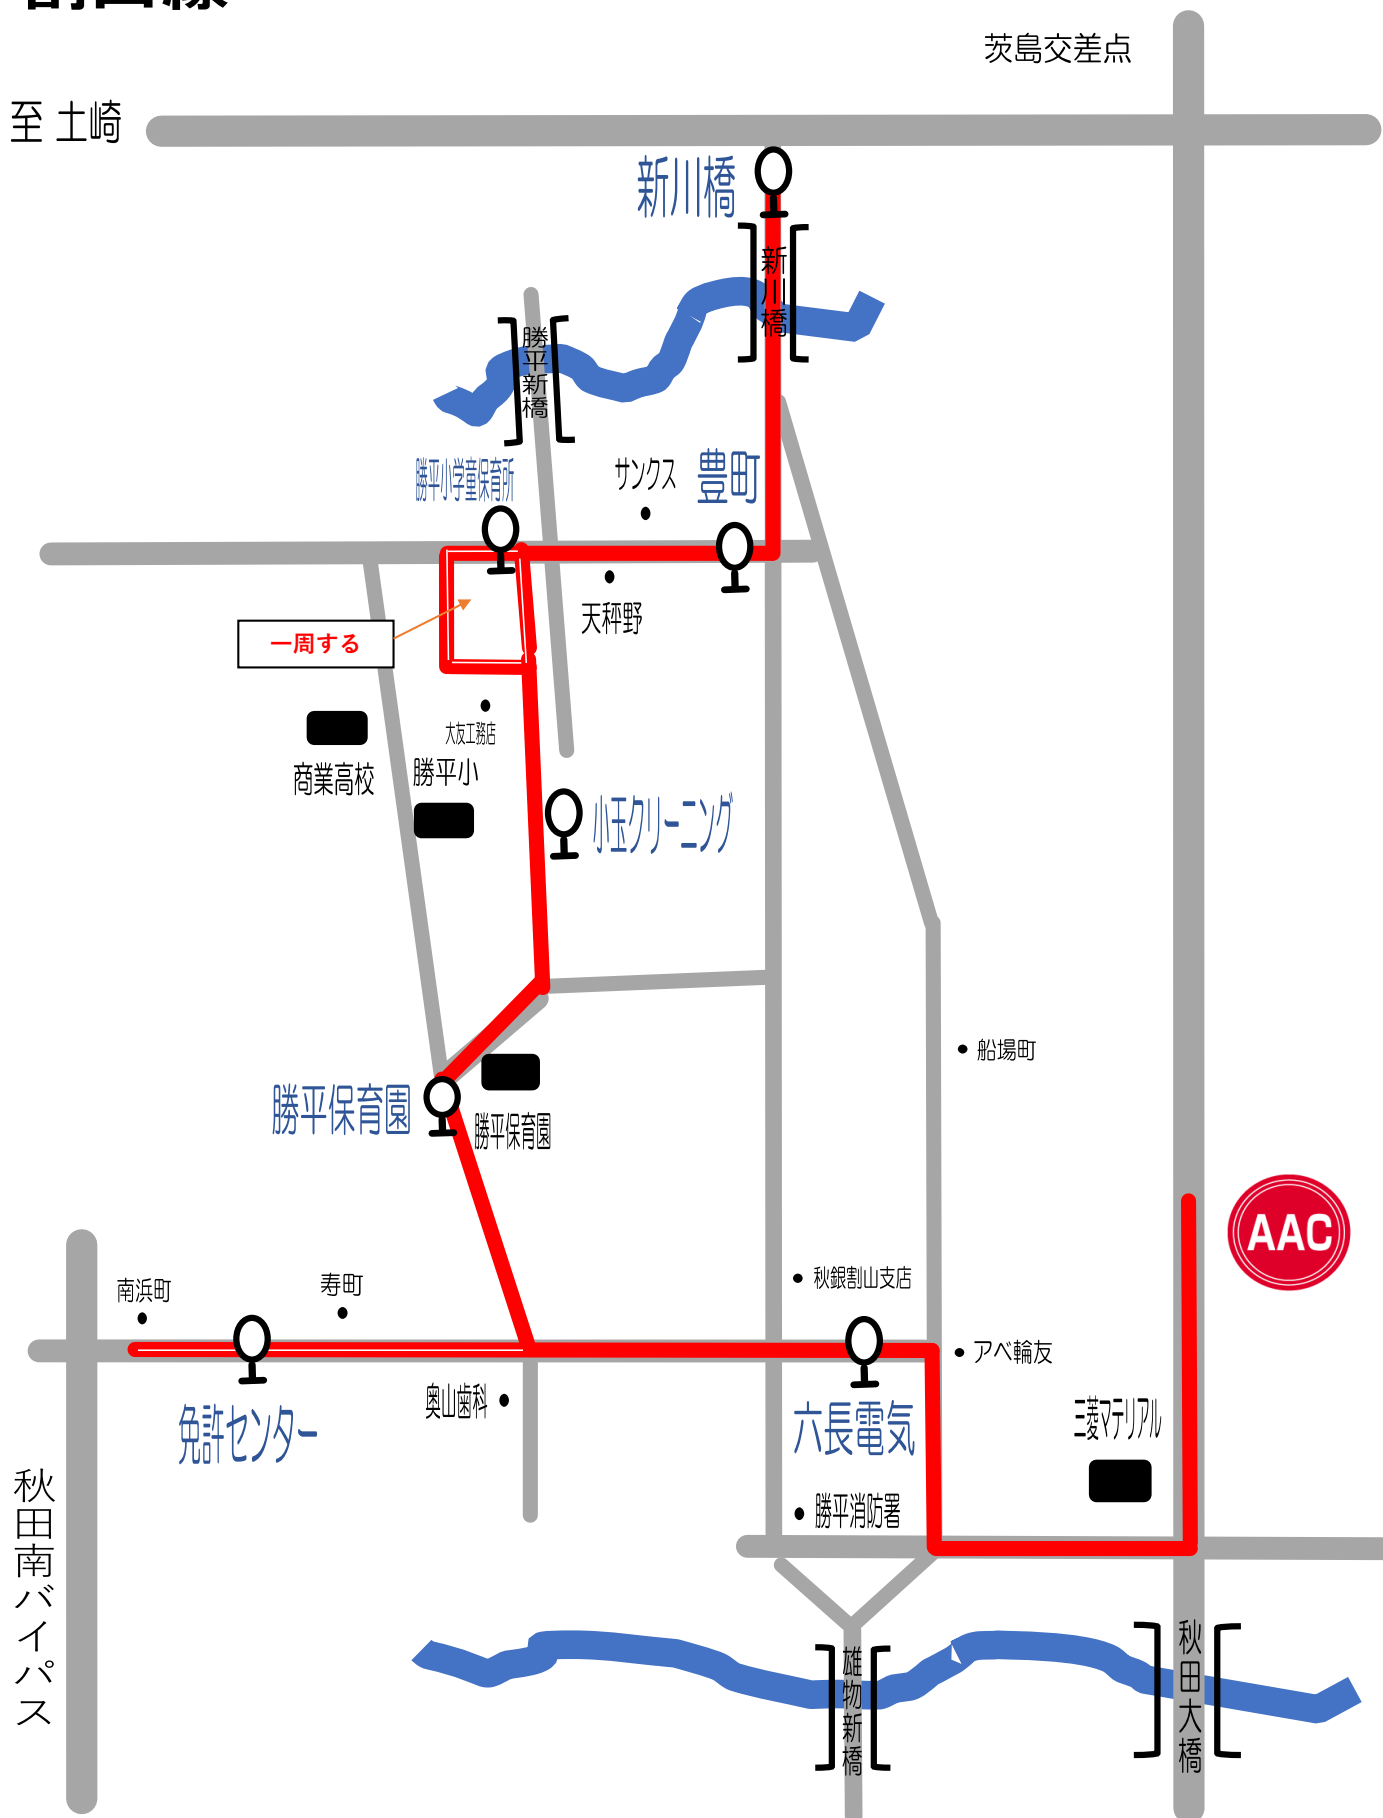 茨島交差点
至 土崎
新川橋
新川橋
勝平新橋
勝平小学童保育所
サンクス
豊町
天秤野
一周する
大友工務店
商業高校
勝平小
小玉クリーニング
船場町
勝平保育園
勝平保育園
AAC
南浜町
寿町
秋銀割山支店
アベ輪友
奥山歯科
免許センター
六長電気
三菱マテリアル
秋田南バイパス
勝平消防署
雄物新橋
秋田大橋